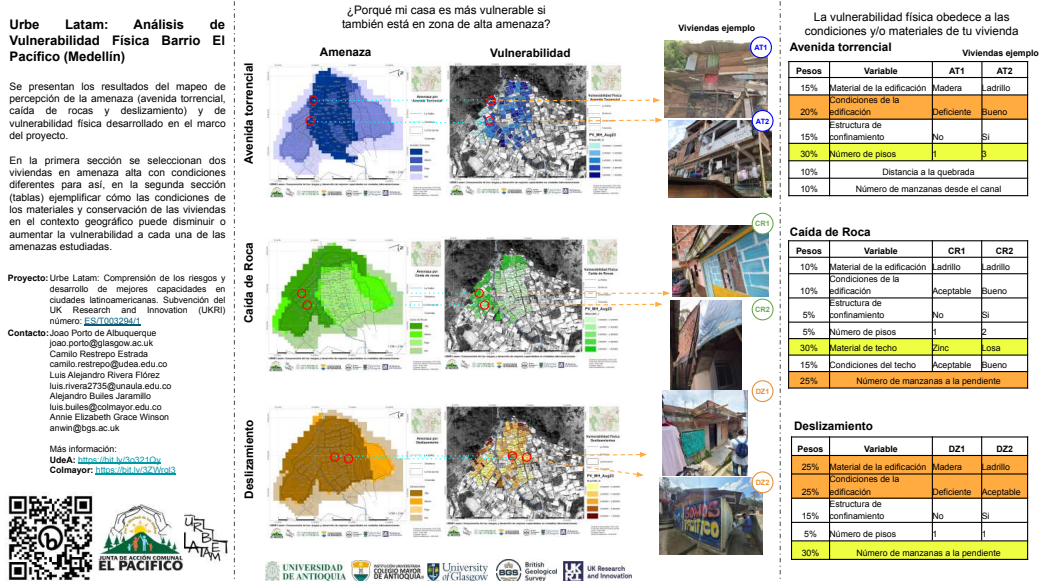 Urbe Latam: Análisis de
Vulnerabilidad Física Barrio El
Pacífico (Medellín)
Se presentan los resultados del mapeo de
percepción de la amenaza (avenida torrencial,
caída de rocas y deslizamiento) y de
vulnerabilidad física desarrollado en el marco
del proyecto.
En la primera sección se seleccionan dos
viviendas en amenaza alta con condiciones
diferentes para así, en la segunda sección
(tablas) ejemplificar cómo las condiciones de
los materiales y conservación de las viviendas
en el contexto geográfico puede disminuir o
aumentar la vulnerabilidad a cada una de las
amenazas estudiadas.
Proyecto: Urbe Latam: Comprensión de los riesgos y
desarrollo de mejores capacidades en
ciudades latinoamericanas. Subvención del
UK Research and Innovation (UKRI)
número: ES/T003294/1
Contacto: Joao Porto de Albuquerque
joao.porto@glasgow.ac.uk
Camilo Restrepo Estrada
camilo.restrepo@udea.edu.co
Luis Alejandro Rivera Flórez
luis.rivera2735@unaula.edu.co
Alejandro Builes Jaramillo
luis.builes@colmayor.edu.co
Annie Elizabeth Grace Winson
anwin@bgs.ac.uk
Más información:
UdeA: https://bit.ly/3o321Qy
Colmayor: https://bit.ly/3ZWroI3
JUNTA DE ACCIÓN COMUNAL
EL PACÍFICO
URBE LATAM
¿Porqué mi casa es más vulnerable si
también está en zona de alta amenaza?
Amenaza
Vulnerabilidad
Viviendas ejemplo
Avenida torrencial
AT1
AT2
Caída de Roca
CR1
CR2
Deslizamiento
DZ1
DZ2
SOMOS
PACIFICO
UNIVERSIDAD
DE ANTIOQUIA
INSTITUCIÓN UNIVERSITARIA
COLEGIO MAYOR
DE ANTIOQUIA
University
of Glasgow
BGS
British
Geological
Survey
UKRI
UK Research
and Innovation
La vulnerabilidad física obedece a las
condiciones y/o materiales de tu vivienda
Avenida torrencial
Viviendas ejemplo
Pesos Variable AT1 AT2
15% Material de la edificación Madera Ladrillo
20% Condiciones de la edificación Deficiente Bueno
15% Estructura de confinamiento No Si
30% Número de pisos 1 3
10% Distancia a la quebrada
10% Número de manzanas desde el canal
Caída de Roca
Pesos Variable CR1 CR2
10% Material de la edificación Ladrillo Ladrillo
10% Condiciones de la edificación Aceptable Bueno
5% Estructura de confinamiento No Si
5% Número de pisos 1 2
30% Material de techo Zinc Losa
15% Condiciones del techo Aceptable Bueno
25% Número de manzanas a la pendiente
Deslizamiento
Pesos Variable DZ1 DZ2
25% Material de la edificación Madera Ladrillo
25% Condiciones de la edificación Deficiente Aceptable
15% Estructura de confinamiento No Si
5% Número de pisos 1 1
30% Número de manzanas a la pendiente